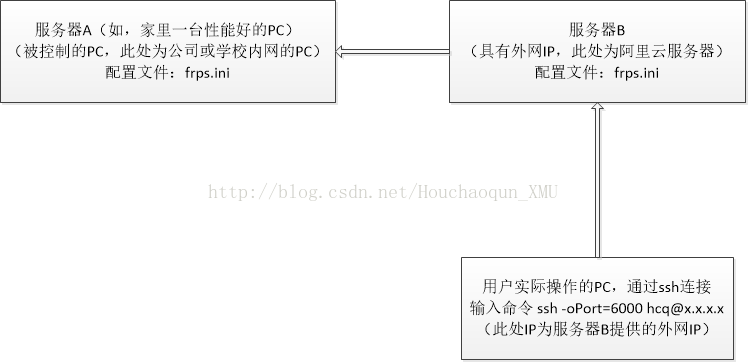 服务器A（如，家里一台性能好的PC）
（被控制的PC，此处为公司或学校内网的PC）
配置文件：frps.ini
服务器B
（具有外网IP，此处为阿里云服务器）
配置文件：frps.ini
http://blog.csdn.net/Houchaoqun_XMU
用户实际操作的PC，通过ssh连接
输入命令 ssh -oPort=6000 hcq@x.x.x.x
（此处IP为服务器B提供的外网IP）